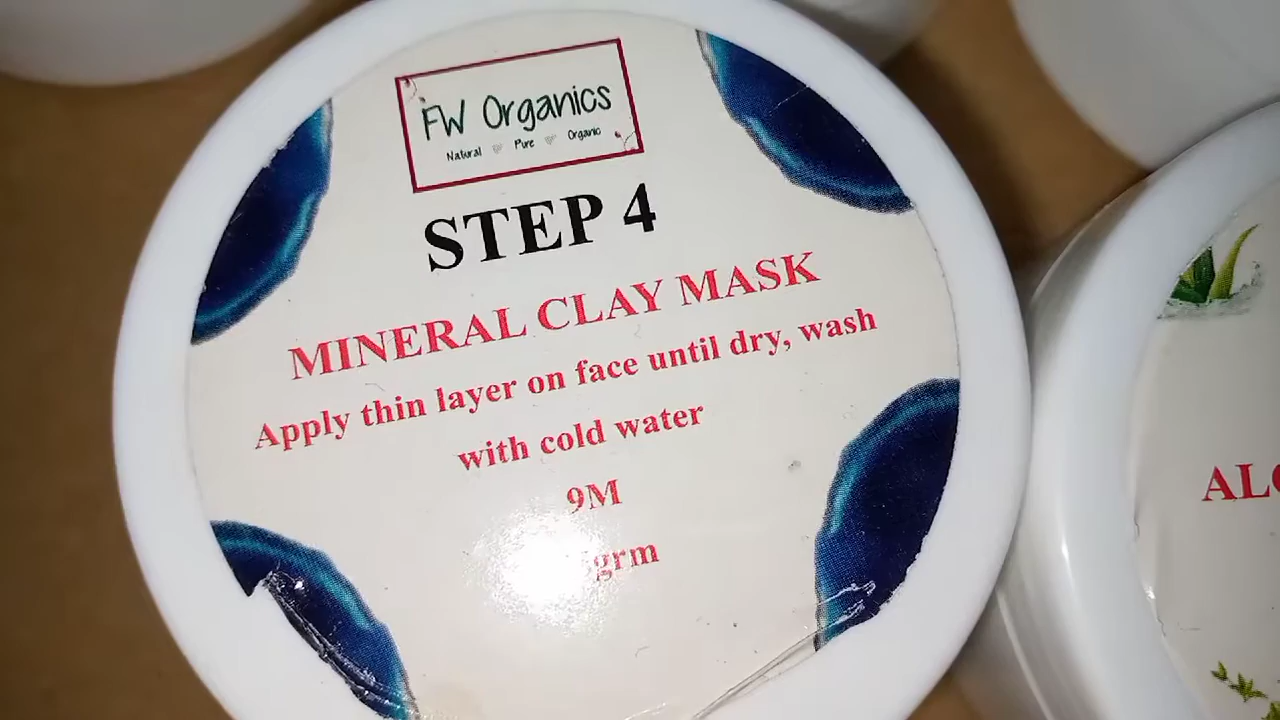 FW Organics
Natural Pure Organic
STEP 4
MINERAL CLAY MASK
Apply thin layer on face until dry, wash
with cold water
9M
grm